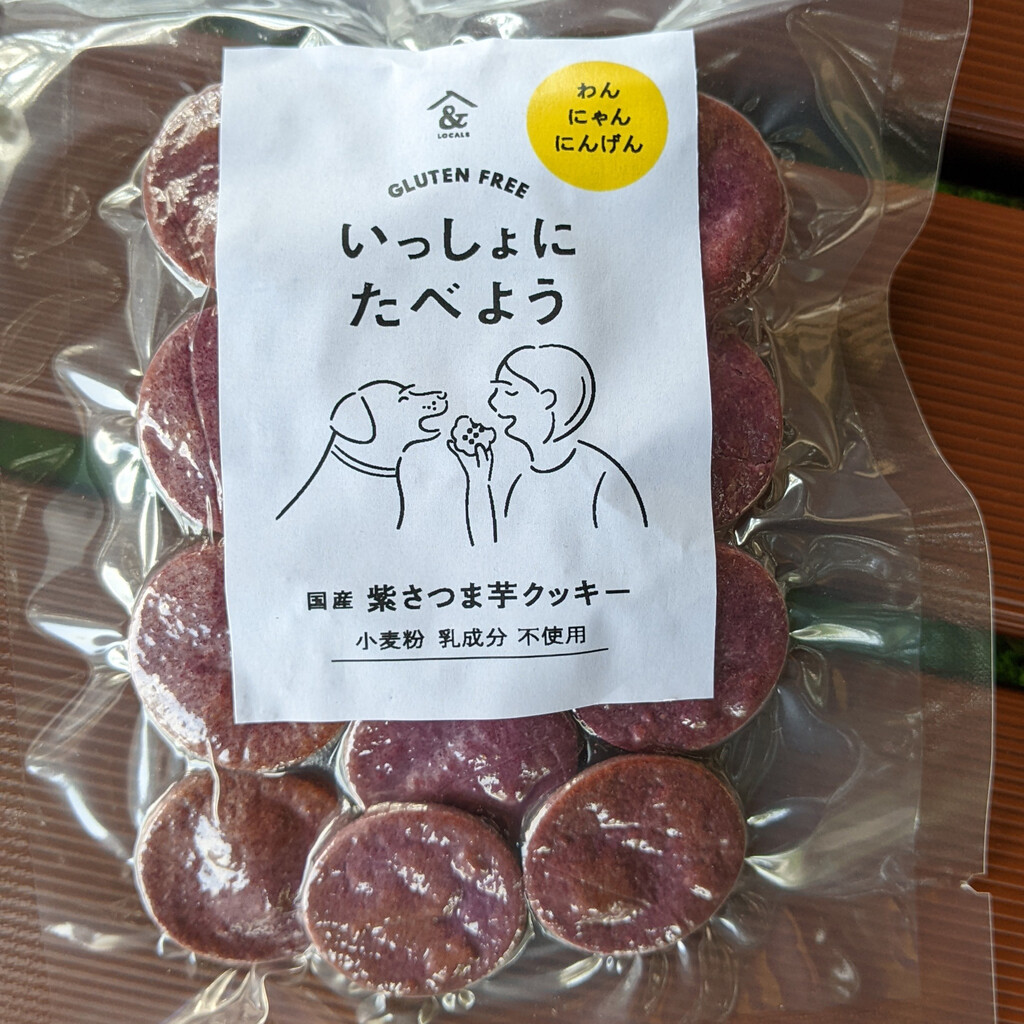 &
LOCALS
わん
にゃん
にんげん
GLUTEN FREE
いっしょに
たべよう
国産 紫さつま芋クッキー
小麦粉 乳成分 不使用